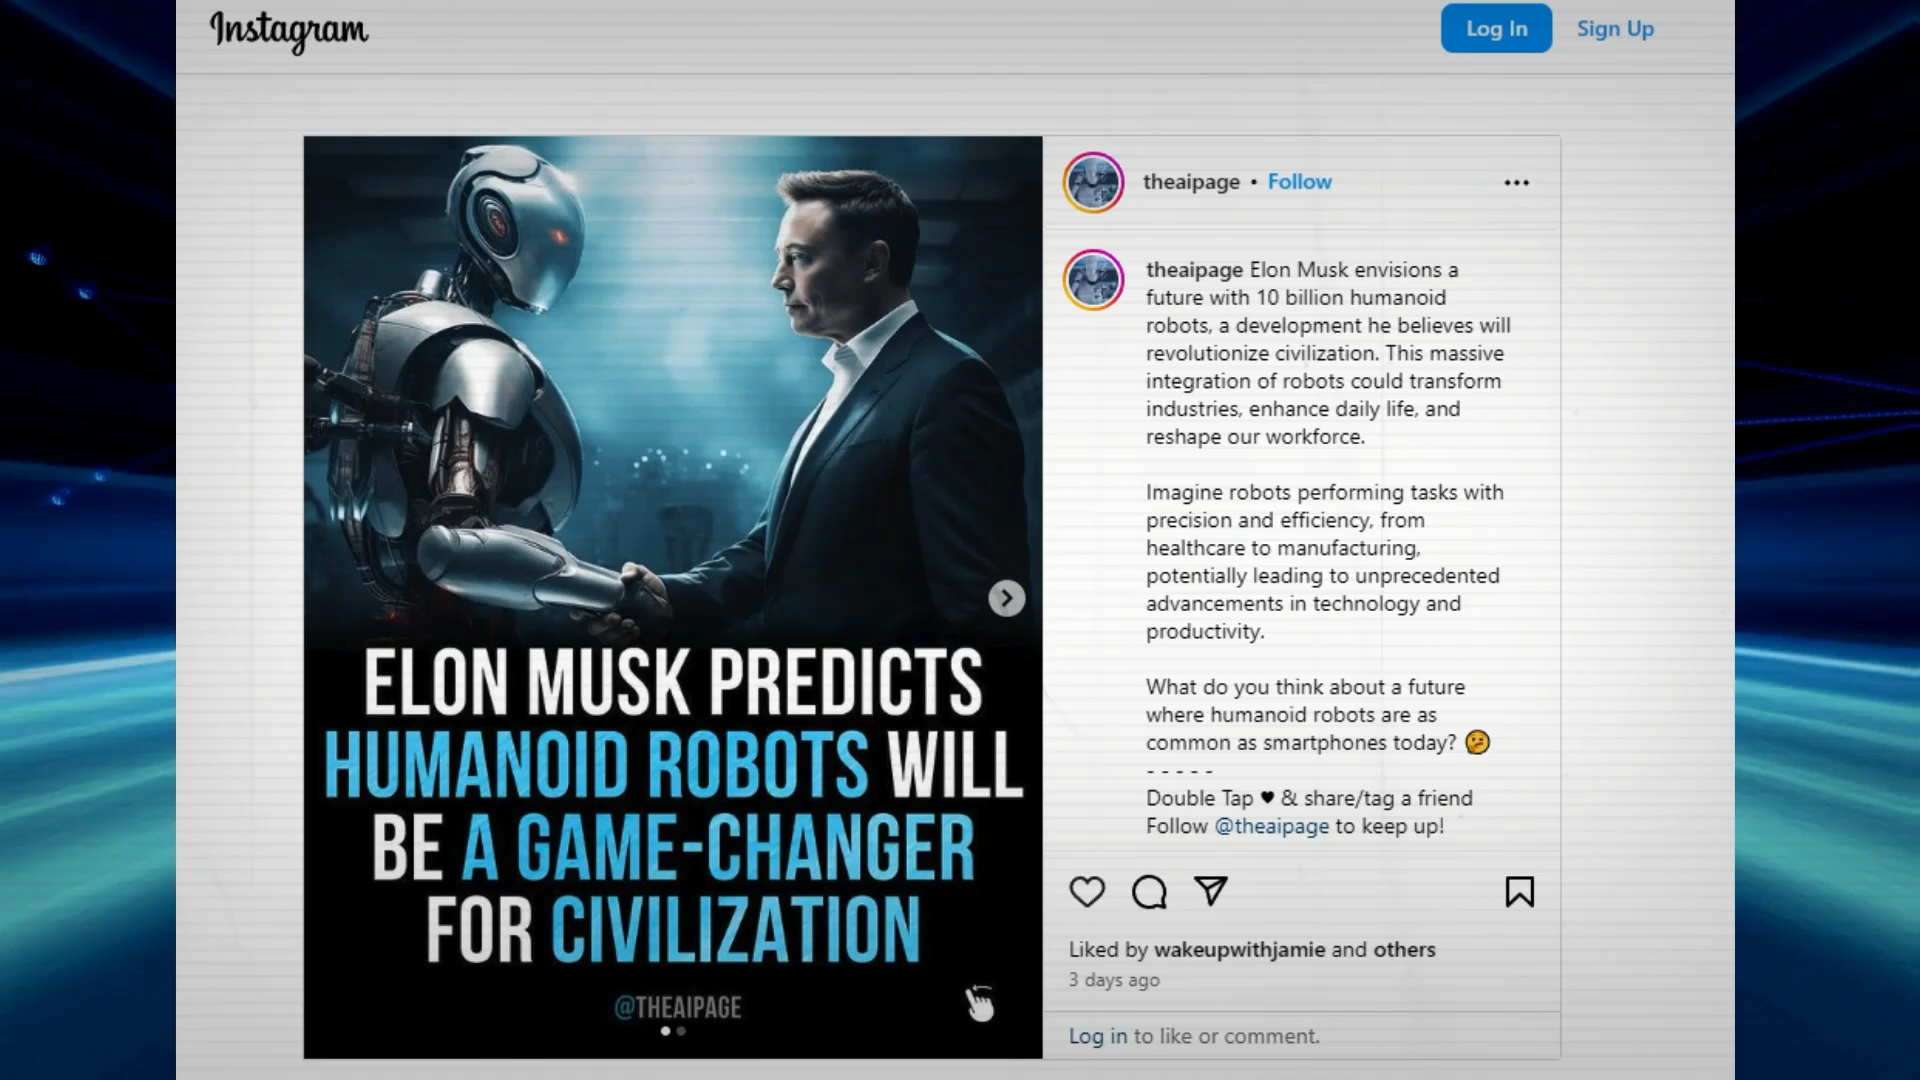 Instagram
Log In
Sign Up
ELON MUSK PREDICTS
HUMANOID ROBOTS WILL
BE A GAME-CHANGER
FOR CIVILIZATION
@THEAIPAGE
theaipage • Follow
theaipage Elon Musk envisions a
future with 10 billion humanoid
robots, a development he believes will
revolutionize civilization. This massive
integration of robots could transform
industries, enhance daily life, and
reshape our workforce.
Imagine robots performing tasks with
precision and efficiency, from
healthcare to manufacturing,
potentially leading to unprecedented
advancements in technology and
productivity.
What do you think about a future
where humanoid robots are as
common as smartphones today? 🤔
- - - - -
Double Tap ♥ & share/tag a friend
Follow @theaipage to keep up!
Liked by wakeupwithjamie and others
3 days ago
Log in to like or comment.